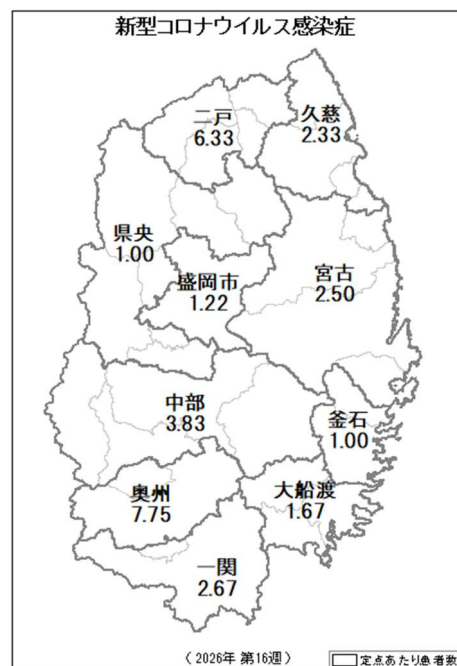 新型コロナウイルス感染症
二戸
6.33
久慈
2.33
県央
1.00
盛岡市
1.22
宮古
2.50
中部
3.83
釜石
1.00
奥州
7.75
大船渡
1.67
一関
2.67
（2026年 第16週）
定点あたり患者数